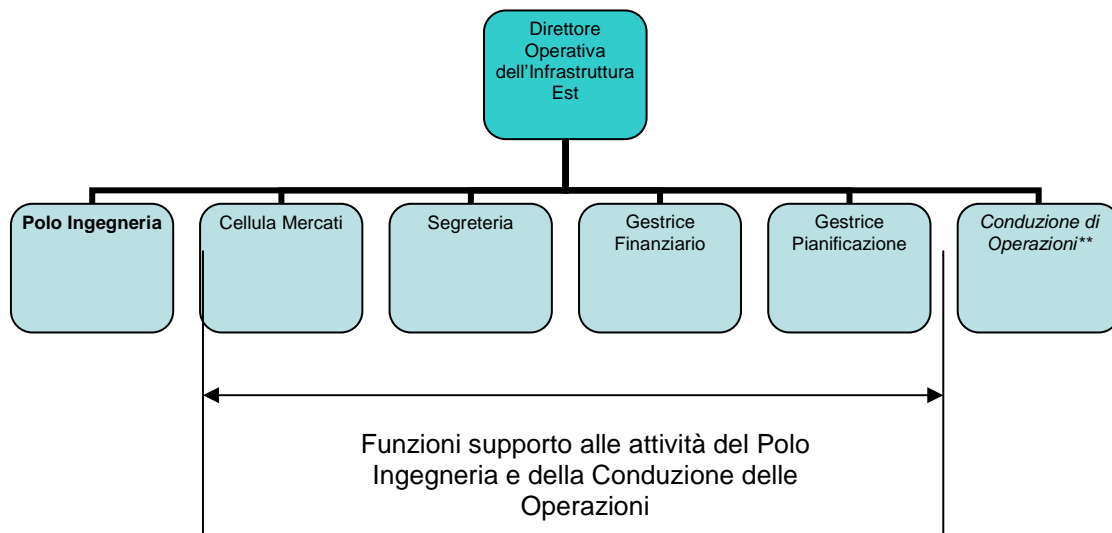 Direttore
Operativa
dell'Infrastruttura
Est
Polo Ingegneria
Cellula Mercati
Segreteria
Gestrice
Finanziario
Gestrice
Pianificazione
Conduzione di
Operazioni**
Funzioni supporto alle attività del Polo
Ingegneria e della Conduzione delle
Operazioni